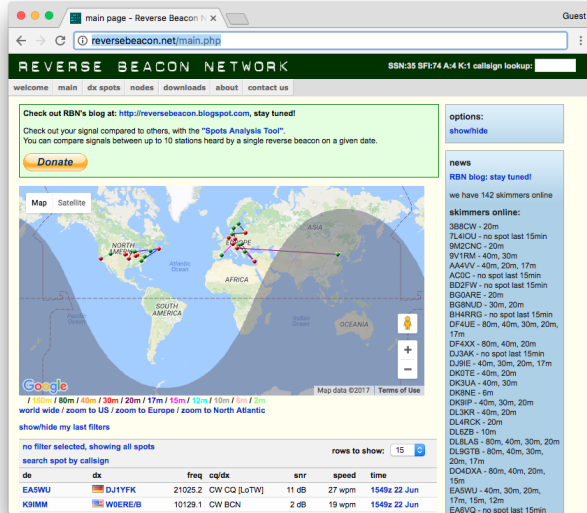 main page - Reverse Beacon N
Guest
reversebeacon.net/main.php
REVERSE BEACON NETWORK
SSN:35 SFI:74 A:4 K:1 callsign lookup:
welcome main dx spots nodes downloads about contact us
Check out RBN's blog at: http://reversebeacon.blogspot.com, stay tuned!
Check out your signal compared to others, with the "Spots Analysis Tool".
You can compare signals between up to 10 stations heard by a single reverse beacon on a given date.
Donate
Map Satellite
NORTH AMERICA
EUROPE
ASIA
Atlantic
Ocean
AFRICA
SOUTH
AMERICA
Pacific
Ocean
Indian
Ocean
OCEANIA
+
−
Google
Map data ©2017 Terms of Use
/ 160m / 80m / 40m / 30m / 20m / 17m / 15m / 12m / 10m / 6m / 2m
world wide / zoom to US / zoom to Europe / zoom to North Atlantic
show/hide my last filters
no filter selected, showing all spots
rows to show: 15
search spot by callsign
de dx freq cq/dx snr speed time
EA5WU DJ1YFK 21025.2 CW CQ [LoTW] 11 dB 27 wpm 1549z 22 Jun
K9IMM W0ERE/B 10129.1 CW BCN 2 dB 19 wpm 1549z 22 Jun
options:
show/hide
news
RBN blog: stay tuned!
we have 142 skimmers online
skimmers online:
3B8CW - 20m
7L4IOU - no spot last 15min
9M2CNC - 20m
9V1RM - 40m, 30m
AA4VV - 40m, 20m, 17m
AC0C - no spot last 15min
BD2FW - no spot last 15min
BG0ARE - 20m
BG8NUD - 30m, 20m
BH4RRG - no spot last 15min
DF4UE - 80m, 40m, 30m, 20m,
17m
DF4XX - 80m, 40m, 20m
DJ3AK - no spot last 15min
DJ9IE - 40m, 30m, 20m, 17m
DK0TE - 40m, 20m
DK3UA - 40m, 30m
DK8NE - 6m
DK9IP - 40m, 30m, 20m
DL3KR - 40m, 20m
DL4RCK - 20m
DL6ZB - 10m
DL8LAS - 80m, 40m, 30m, 20m
DL9GTB - 80m, 40m, 30m,
20m, 17m
DO4DXA - 80m, 40m, 20m,
15m
EA5WU - 40m, 30m, 20m,
17m, 15m, 12m
EA6VQ - no spot last 15min